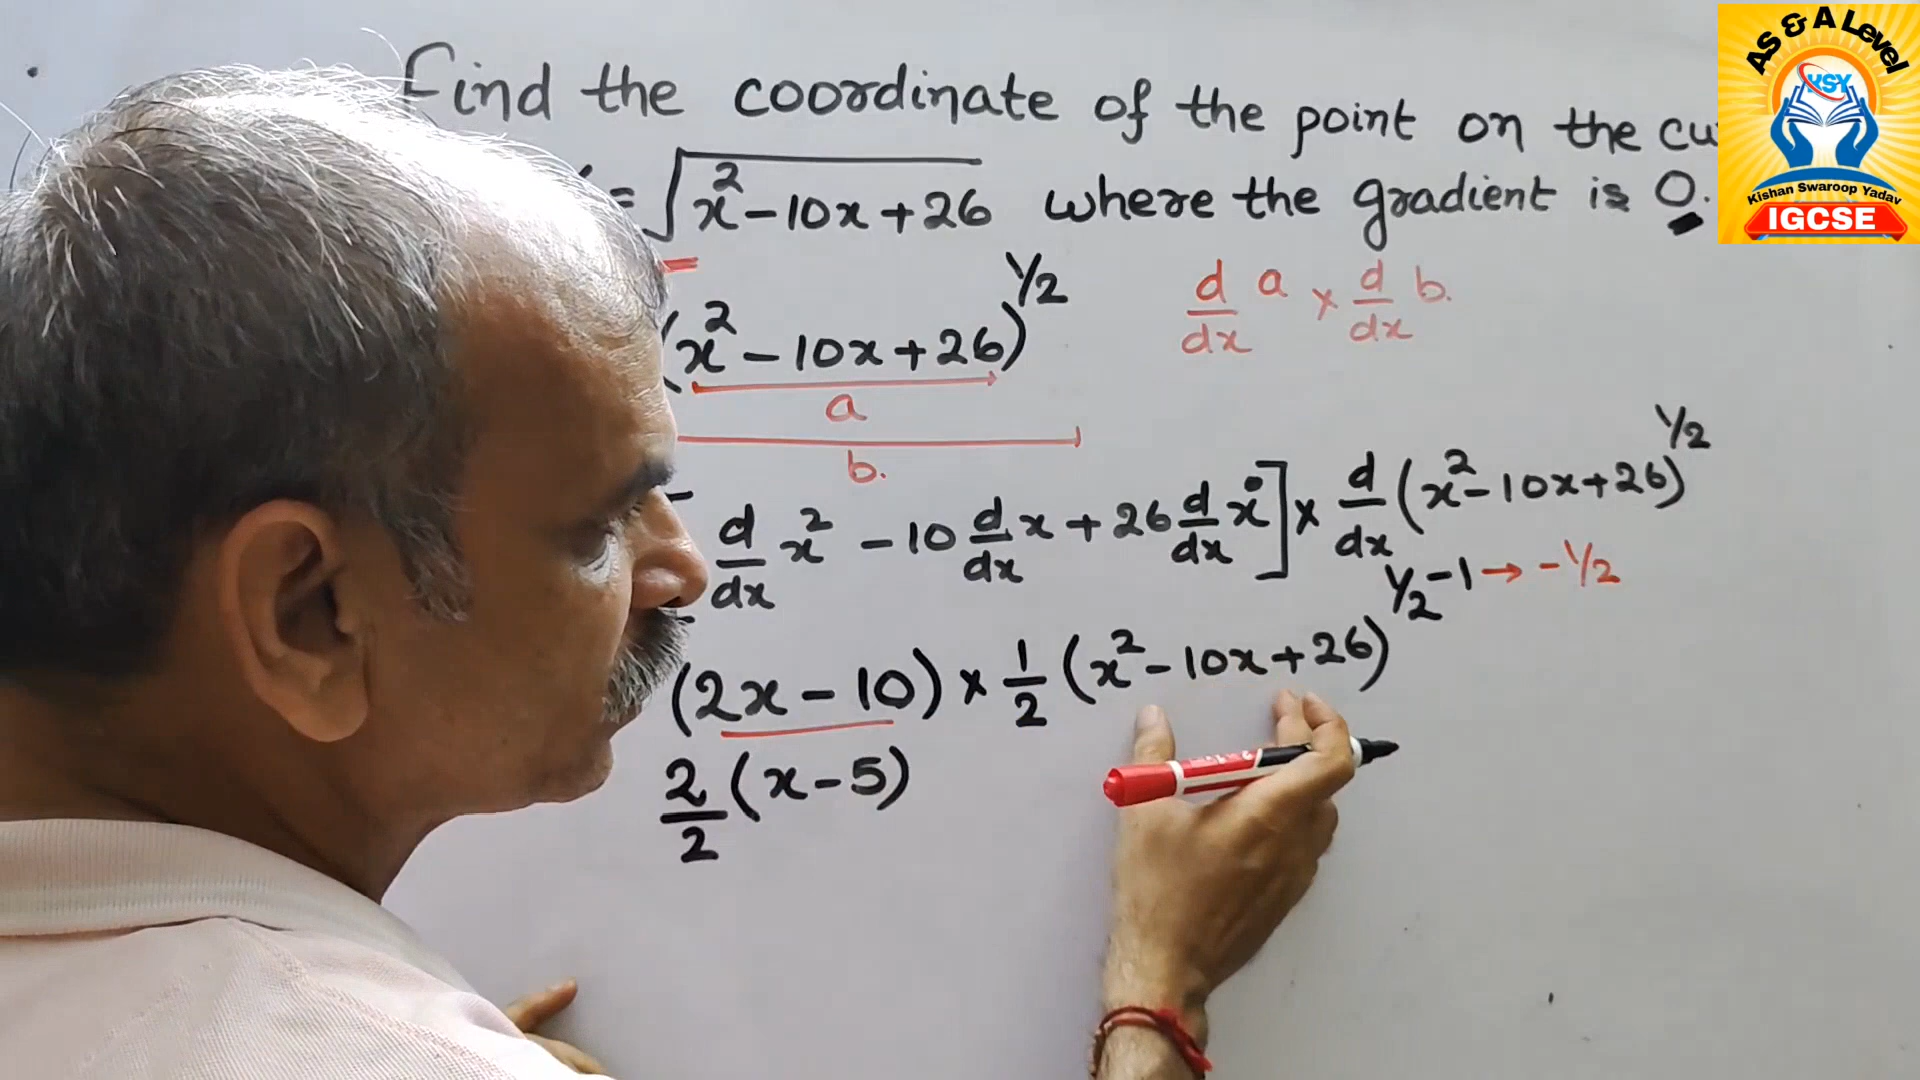 Find the coordinate of the point on the
= √x²-10x+26 where the gradient is 0.
(x²-10x+26)^1/2
d/dx a × d/dx b.
a
b.
d/dx x² - 10 d/dx x + 26 d/dx x⁰] × d/dx (x²-10x+26)^1/2
(2x-10) × 1/2 (x²-10x+26)^1/2-1 → -1/2
2/2 (x-5)
AS & A Level
KSY
Kishan Swaroop Yadav
IGCSE